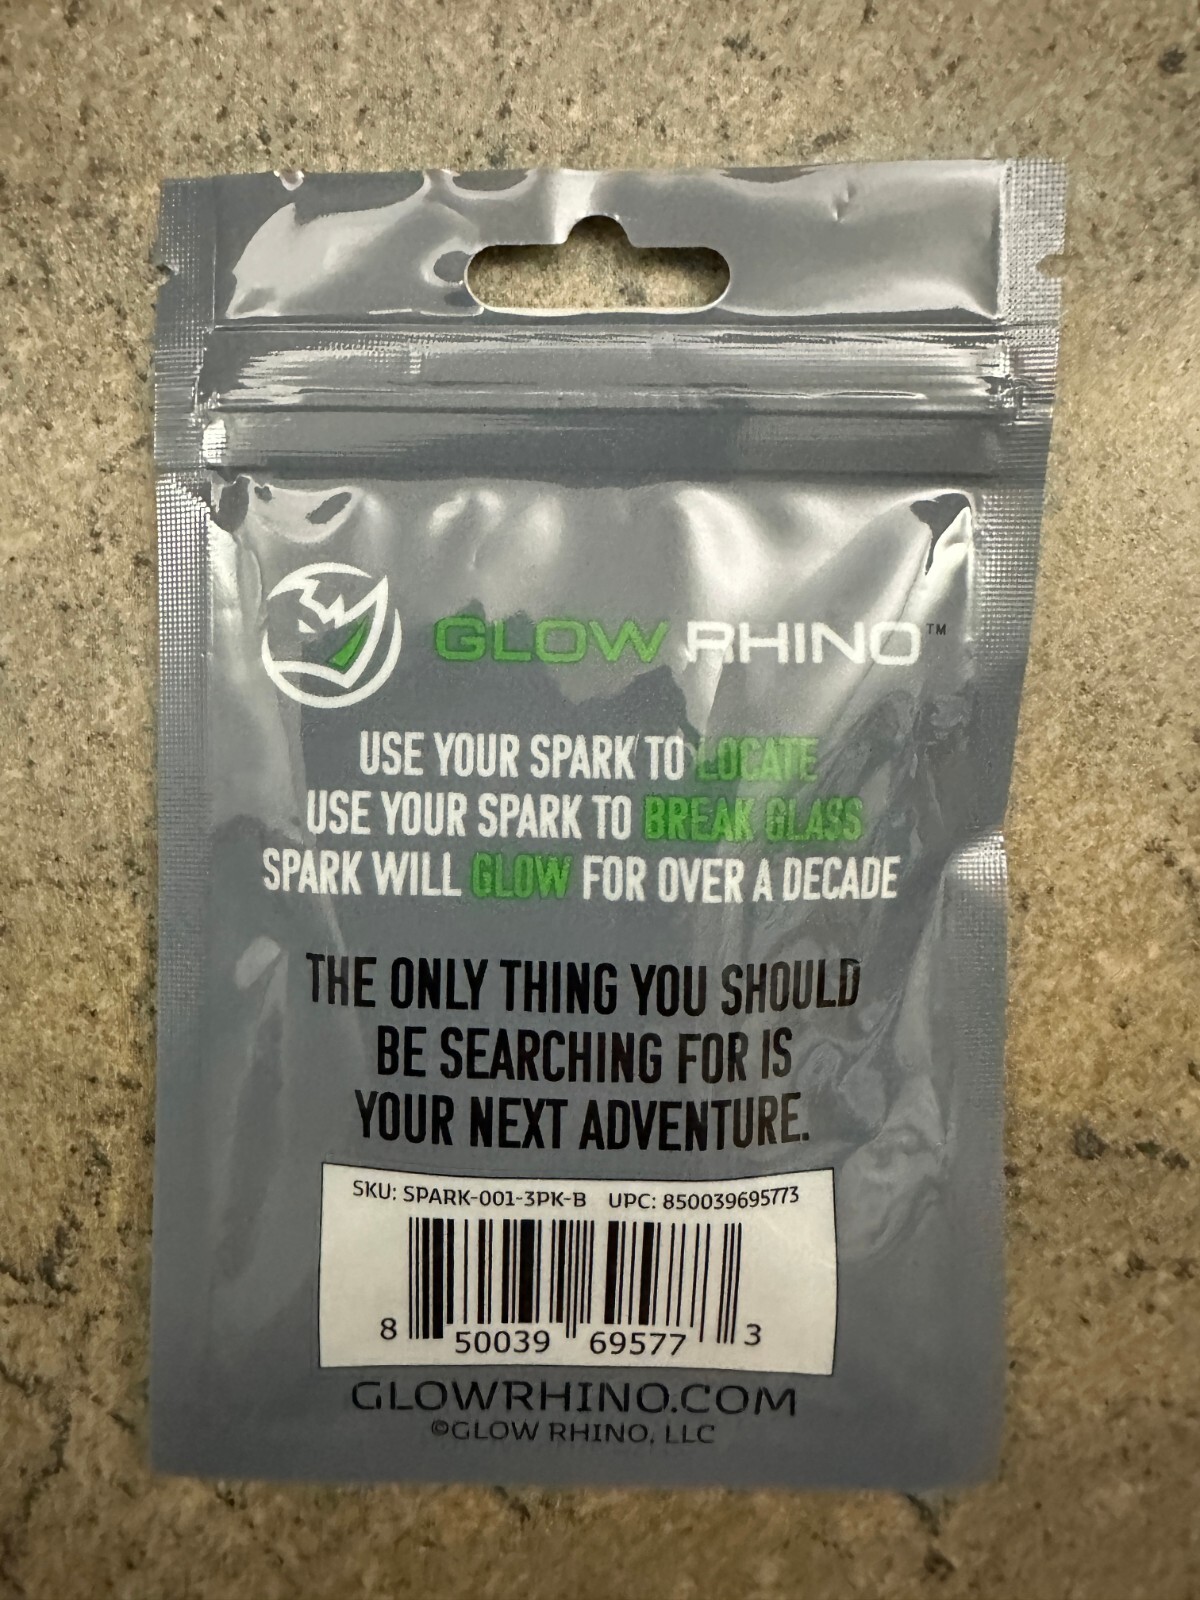 GLOW RHINO™
USE YOUR SPARK TO LOCATE
USE YOUR SPARK TO BREAK GLASS
SPARK WILL GLOW FOR OVER A DECADE
THE ONLY THING YOU SHOULD
BE SEARCHING FOR IS
YOUR NEXT ADVENTURE.
SKU: SPARK-001-3PK-B UPC: 850039695773
8 50039 69577 3
GLOWRHINO.COM
©GLOW RHINO, LLC